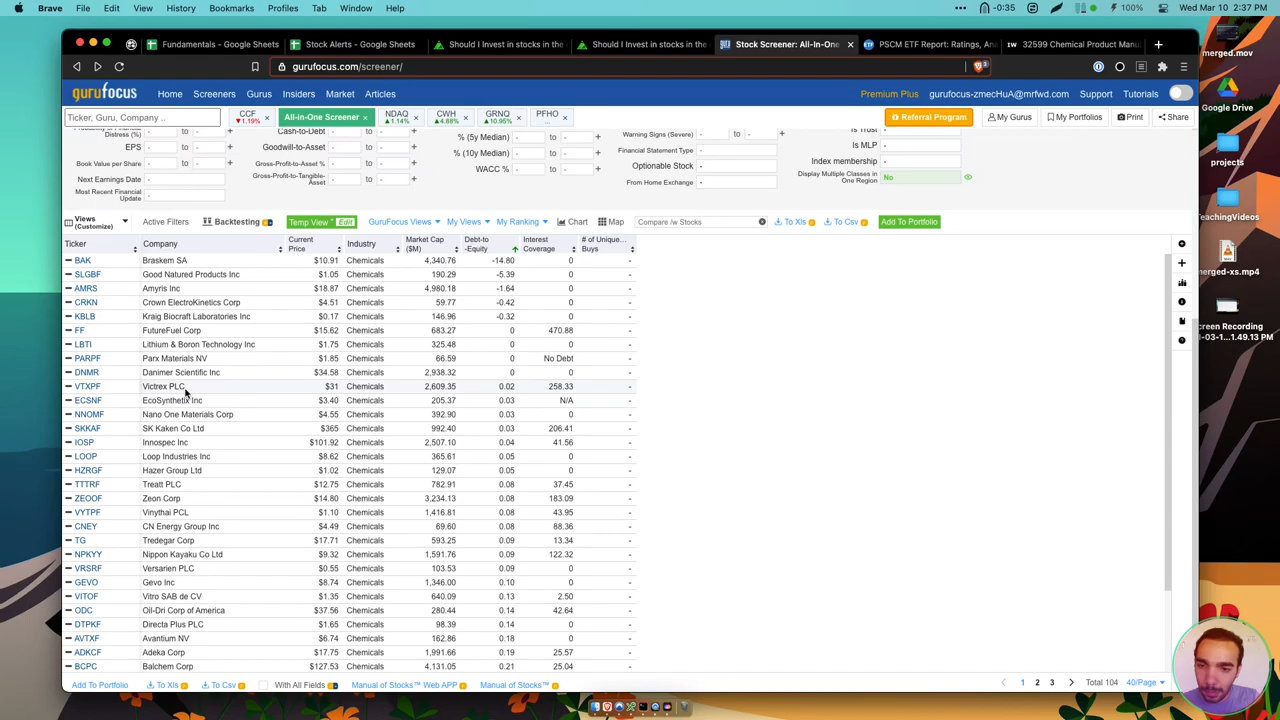 Brave File Edit View History Bookmarks Profiles Tab Window Help -0:35 100% Wed Mar 10 2:37 PM
Fundamentals - Google Sheets Stock Alerts - Google Sheets Should I Invest in stocks in the Should I Invest in stocks in the Stock Screener: All-In-One PSCM ETF Report: Ratings, An 32599 Chemical Product Manu
gurufocus.com/screener/
gurufocus Home Screeners Gurus Insiders Market Articles Premium Plus gurufocus-zmecHuA@mrfwd.com Support Tutorials
Ticker, Guru, Company .. CCF ▼1.19% All-in-One Screener NDAQ ▲1.14% CWH ▲4.88% GRNQ ▲10.95% PFHO ... Referral Program My Gurus My Portfolios Print Share
Distress (%) - to - Cash-to-Debt - to - + % (5y Median) - to - + Warning Signs (Severe) - to - + Is Trust -
EPS - to - Goodwill-to-Asset - to - + % (10y Median) - to - + Financial Statement Type - Is MLP -
Book Value per Share - to - Gross-Profit-to-Asset % - to - + WACC % - to - + Optionable Stock - Index membership -
Next Earnings Date - Gross-Profit-to-Tangible-Asset - to - + From Home Exchange - Display Multiple Classes in One Region No
Most Recent Financial Update -
Views (Customize) Active Filters Backtesting Temp View * Edit GuruFocus Views My Views My Ranking Chart Map Compare /w Stocks To Xls To Csv Add To Portfolio
Ticker Company Current Price Industry Market Cap ($M) Debt-to-Equity Interest Coverage # of Unique... Buys
BAK Braskem SA $10.91 Chemicals 4,340.76 -14.80 0 -
SLGBF Good Natured Products Inc $1.05 Chemicals 190.29 -5.39 0 -
AMRS Amyris Inc $18.87 Chemicals 4,980.18 -1.64 0 -
CRKN Crown ElectroKinetics Corp $4.51 Chemicals 59.77 -0.42 0 -
KBLB Kraig Biocraft Laboratories Inc $0.17 Chemicals 146.96 -0.32 0 -
FF FutureFuel Corp $15.62 Chemicals 683.27 0 470.88 -
LBTI Lithium & Boron Technology Inc $1.75 Chemicals 325.48 0 0 -
PARPF Parx Materials NV $1.85 Chemicals 66.59 0 No Debt -
DNMR Danimer Scientific Inc $34.58 Chemicals 2,938.32 0 0 -
VTXPF Victrex PLC $31 Chemicals 2,609.35 0.02 258.33 -
ECSNF EcoSynthetix Inc $3.40 Chemicals 205.37 0.03 N/A -
NNOMF Nano One Materials Corp $4.55 Chemicals 392.90 0.03 0 -
SKKAF SK Kaken Co Ltd $365 Chemicals 992.40 0.03 206.41 -
IOSP Innospec Inc $101.92 Chemicals 2,507.10 0.04 41.56 -
LOOP Loop Industries Inc $8.62 Chemicals 365.61 0.05 0 -
HZRGF Hazer Group Ltd $1.02 Chemicals 129.07 0.05 0 -
TTTRF Treatt PLC $12.75 Chemicals 782.91 0.08 37.45 -
ZEOOF Zeon Corp $14.80 Chemicals 3,234.13 0.08 183.09 -
VYTPF Vinythai PCL $1.10 Chemicals 1,416.81 0.08 43.95 -
CNEY CN Energy Group Inc $4.49 Chemicals 69.60 0.08 88.36 -
TG Tredegar Corp $17.71 Chemicals 593.25 0.09 13.34 -
NPKYY Nippon Kayaku Co Ltd $9.32 Chemicals 1,591.76 0.09 122.32 -
VRSRF Versarien PLC $0.55 Chemicals 103.53 0.09 0 -
GEVO Gevo Inc $8.74 Chemicals 1,346.00 0.10 0 -
VITOF Vitro SAB de CV $1.35 Chemicals 640.09 0.13 2.50 -
ODC Oil-Dri Corp of America $37.56 Chemicals 280.44 0.14 42.64 -
DTPKF Directa Plus PLC $1.65 Chemicals 98.39 0.14 0 -
AVTXF Avantium NV $6.74 Chemicals 162.86 0.18 0 -
ADKCF Adeka Corp $17.75 Chemicals 1,991.66 0.19 25.57 -
BCPC Balchem Corp $127.53 Chemicals 4,131.05 0.21 25.04 -
Add To Portfolio To Xls To Csv With All Fields Manual of Stocks™ Web APP Manual of Stocks™ 1 2 3 Total 104 40/Page
merged.mov
Google Drive
projects
TeachingVideos
merged-xs.mp4
creen Recording
-03-1...1.49.13 PM